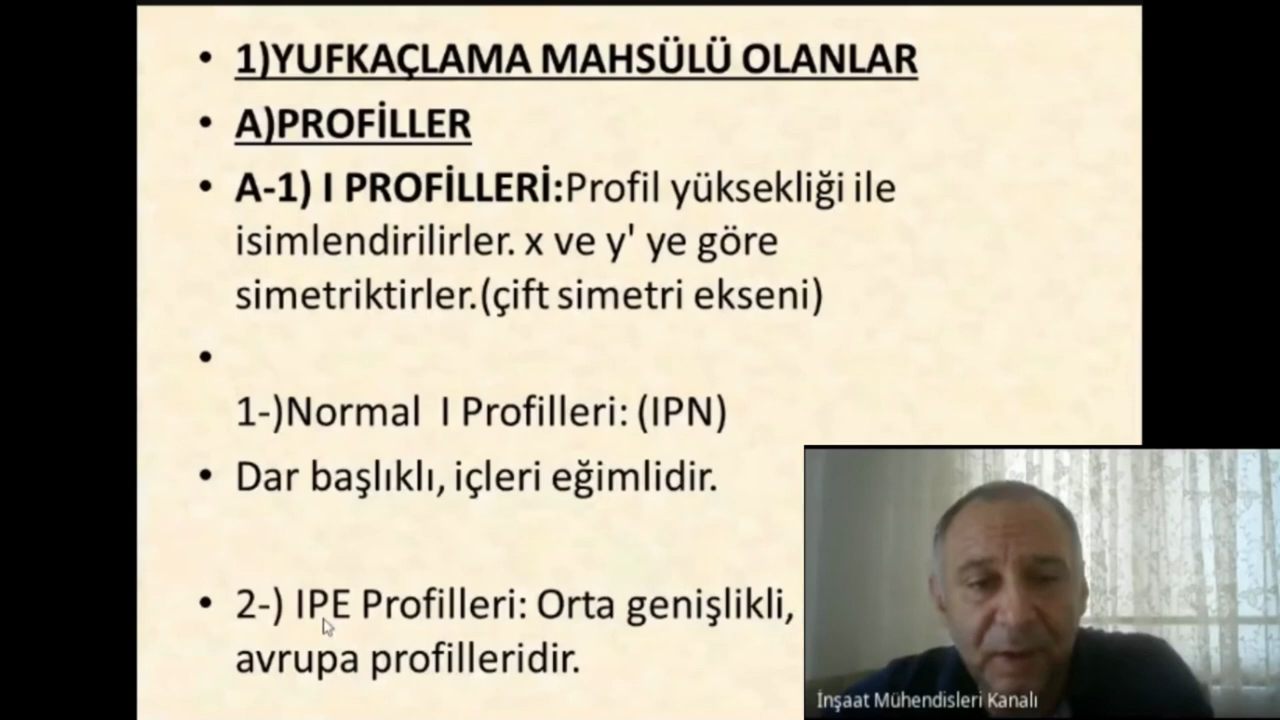 • 1)YUFKAÇLAMA MAHSÜLÜ OLANLAR
• A)PROFİLLER
• A-1) I PROFİLLERİ:Profil yüksekliği ile
isimlendirilirler. x ve y' ye göre
simetriktirler.(çift simetri ekseni)
•
1-)Normal I Profilleri: (IPN)
• Dar başlıklı, içleri eğimlidir.
• 2-) IPE Profilleri: Orta genişlikli,
avrupa profilleridir.
İnşaat Mühendisleri Kanalı